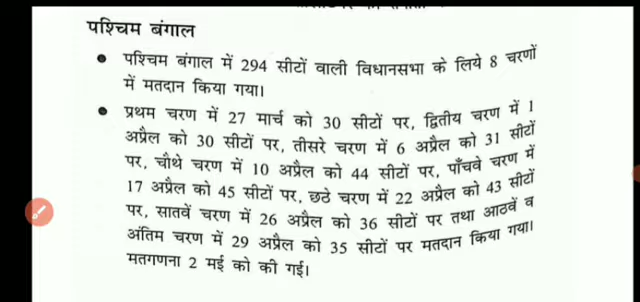 पश्चिम बंगाल
• पश्चिम बंगाल में 294 सीटों वाली विधानसभा के लिये 8 चरणों
में मतदान किया गया।
• प्रथम चरण में 27 मार्च को 30 सीटों पर, द्वितीय चरण में 1
अप्रैल को 30 सीटों पर, तीसरे चरण में 6 अप्रैल को 31 सीटों
पर, चौथे चरण में 10 अप्रैल को 44 सीटों पर, पाँचवे चरण में
17 अप्रैल को 45 सीटों पर, छठे चरण में 22 अप्रैल को 43 सीटों
पर, सातवें चरण में 26 अप्रैल को 36 सीटों पर तथा आठवें व
अंतिम चरण में 29 अप्रैल को 35 सीटों पर मतदान किया गया।
मतगणना 2 मई को की गई।